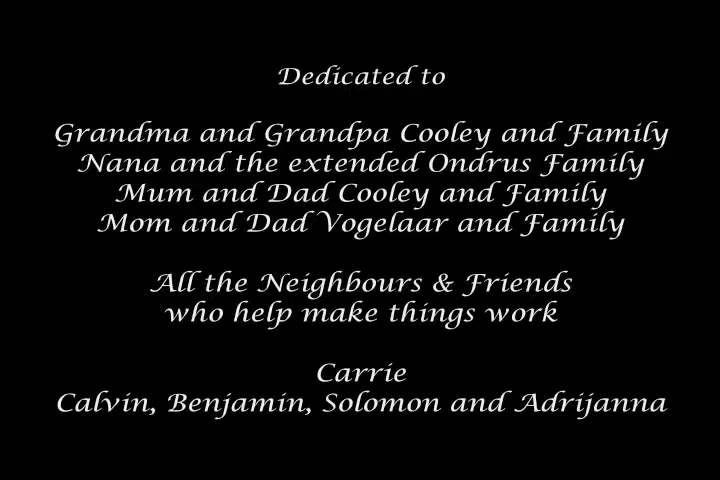 Dedicated to
Grandma and Grandpa Cooley and Family
Nana and the extended Ondrus Family
Mum and Dad Cooley and Family
Mom and Dad Vogelaar and Family
All the Neighbours & Friends
who help make things work
Carrie
Calvin, Benjamin, Solomon and Adrijanna